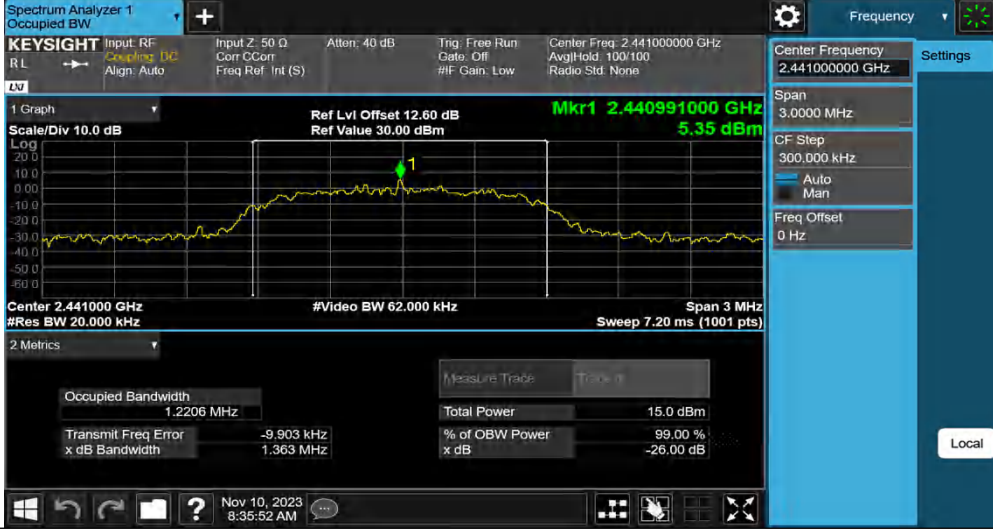 Spectrum Analyzer 1
Occupied BW
+
Frequency
KEYSIGHT
RL
LXI
Input: RF
Coupling: DC
Align: Auto
Input Z: 50 Ω
Corr CCorr
Freq Ref: Int (S)
Atten: 40 dB
Trig: Free Run
Gate: Off
#IF Gain: Low
Center Freq: 2.441000000 GHz
Avg|Hold: 100/100
Radio Std: None
Center Frequency
2.441000000 GHz
Settings
Span
3.0000 MHz
CF Step
300.000 kHz
Auto
Man
Freq Offset
0 Hz
Local
1 Graph
Scale/Div 10.0 dB
Ref Lvl Offset 12.60 dB
Ref Value 30.00 dBm
Mkr1 2.440991000 GHz
5.35 dBm
Log
20.0
10.0
0.00
-10.0
-20.0
-30.0
-40.0
-50.0
-60.0
1
Center 2.441000 GHz
#Res BW 20.000 kHz
#Video BW 62.000 kHz
Span 3 MHz
Sweep 7.20 ms (1001 pts)
2 Metrics
Measure Trace
Occupied Bandwidth
1.2206 MHz
Total Power
15.0 dBm
Transmit Freq Error
-9.903 kHz
% of OBW Power
99.00 %
x dB Bandwidth
1.363 MHz
x dB
-26.00 dB
?
Nov 10, 2023
8:35:52 AM